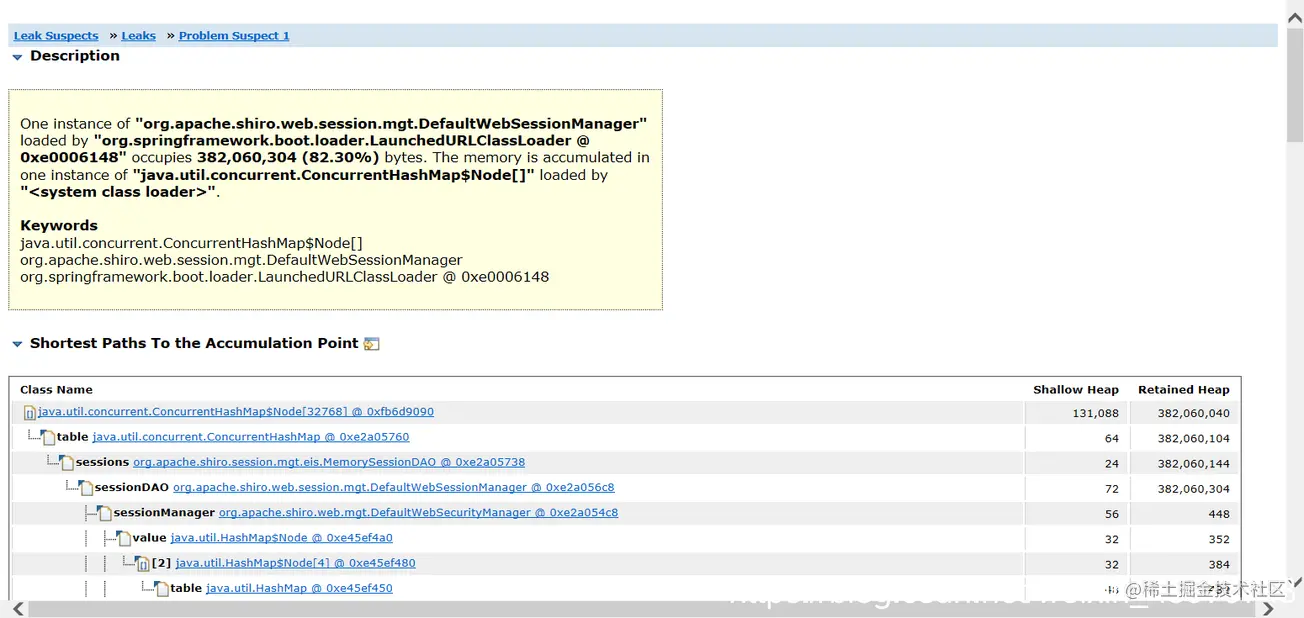 Leak Suspects » Leaks » Problem Suspect 1
Description
One instance of "org.apache.shiro.web.session.mgt.DefaultWebSessionManager"
loaded by "org.springframework.boot.loader.LaunchedURLClassLoader @
0xe0006148" occupies 382,060,304 (82.30%) bytes. The memory is accumulated in
one instance of "java.util.concurrent.ConcurrentHashMap$Node[]" loaded by
"<system class loader>".
Keywords
java.util.concurrent.ConcurrentHashMap$Node[]
org.apache.shiro.web.session.mgt.DefaultWebSessionManager
org.springframework.boot.loader.LaunchedURLClassLoader @ 0xe0006148
Shortest Paths To the Accumulation Point
Class Name Shallow Heap Retained Heap
java.util.concurrent.ConcurrentHashMap$Node[32768] @ 0xfb6d9090 131,088 382,060,040
table java.util.concurrent.ConcurrentHashMap @ 0xe2a05760 64 382,060,104
sessions org.apache.shiro.session.mgt.eis.MemorySessionDAO @ 0xe2a05738 24 382,060,144
sessionDAO org.apache.shiro.web.session.mgt.DefaultWebSessionManager @ 0xe2a056c8 72 382,060,304
sessionManager org.apache.shiro.web.mgt.DefaultWebSecurityManager @ 0xe2a054c8 56 448
value java.util.HashMap$Node @ 0xe45ef4a0 32 352
[2] java.util.HashMap$Node[4] @ 0xe45ef480 32 384
table java.util.HashMap @ 0xe45ef450 48
@稀土掘金技术社区